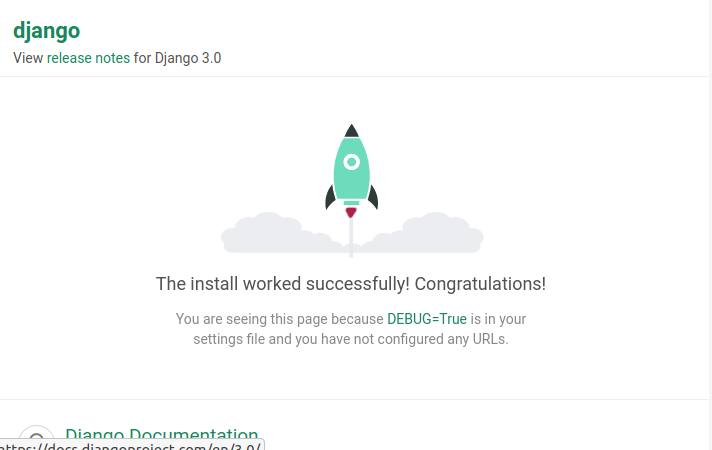 django
View release notes for Django 3.0
The install worked successfully! Congratulations!
You are seeing this page because DEBUG=True is in your
settings file and you have not configured any URLs.
Django Documentation
https://docs.djangoproject.com/en/3.0/